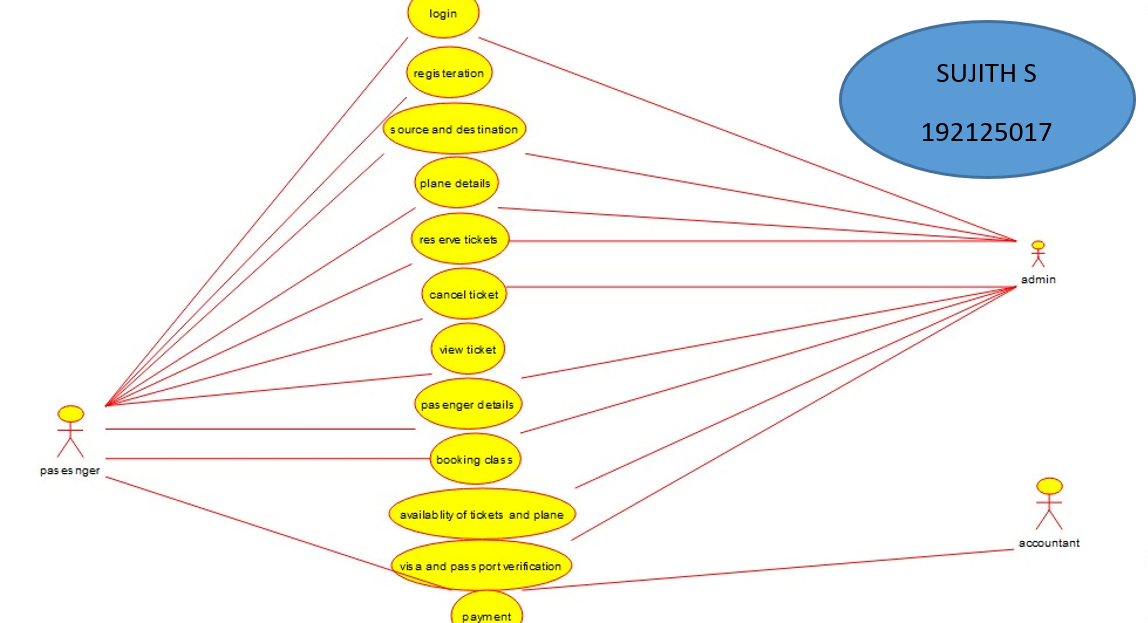 login
registeration
source and destination
plane details
reserve tickets
cancel ticket
view ticket
pasenger details
booking class
availablity of tickets and plane
visa and passport verification
payment
pasesnger
SUJITH S
192125017
admin
accountant